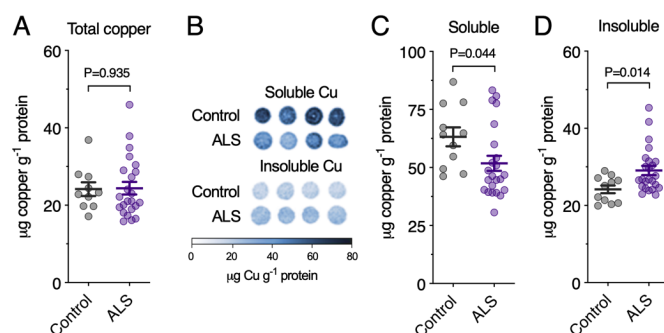 A
Total copper
60
40
20
0
μg copper g-1 protein
P=0.935
Control
ALS
B
Soluble Cu
Control
ALS
Insoluble Cu
Control
ALS
0 20 40 60 80
μg Cu g-1 protein
C
Soluble
100
75
50
25
0
μg copper g-1 protein
P=0.044
Control
ALS
D
Insoluble
60
40
20
0
μg copper g-1 protein
P=0.014
Control
ALS